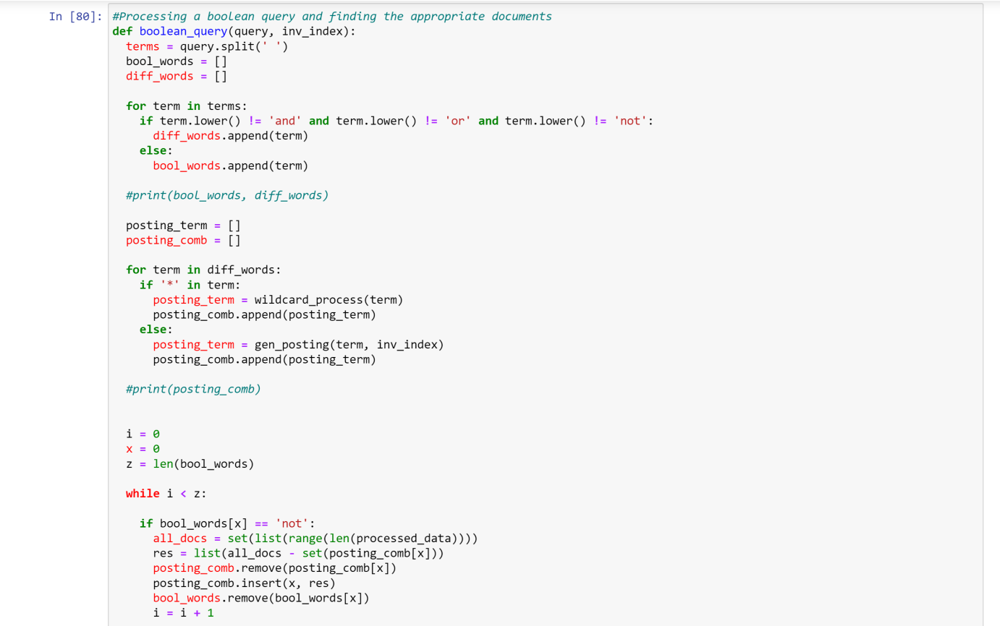 In [80]: #Processing a boolean query and finding the appropriate documents
def boolean_query(query, inv_index):
  terms = query.split(' ')
  bool_words = []
  diff_words = []

  for term in terms:
    if term.lower() != 'and' and term.lower() != 'or' and term.lower() != 'not':
      diff_words.append(term)
    else:
      bool_words.append(term)

  #print(bool_words, diff_words)

  posting_term = []
  posting_comb = []

  for term in diff_words:
    if '*' in term:
      posting_term = wildcard_process(term)
      posting_comb.append(posting_term)
    else:
      posting_term = gen_posting(term, inv_index)
      posting_comb.append(posting_term)

  #print(posting_comb)


  i = 0
  x = 0
  z = len(bool_words)

  while i < z:

    if bool_words[x] == 'not':
      all_docs = set(list(range(len(processed_data))))
      res = list(all_docs - set(posting_comb[x]))
      posting_comb.remove(posting_comb[x])
      posting_comb.insert(x, res)
      bool_words.remove(bool_words[x])
      i = i + 1